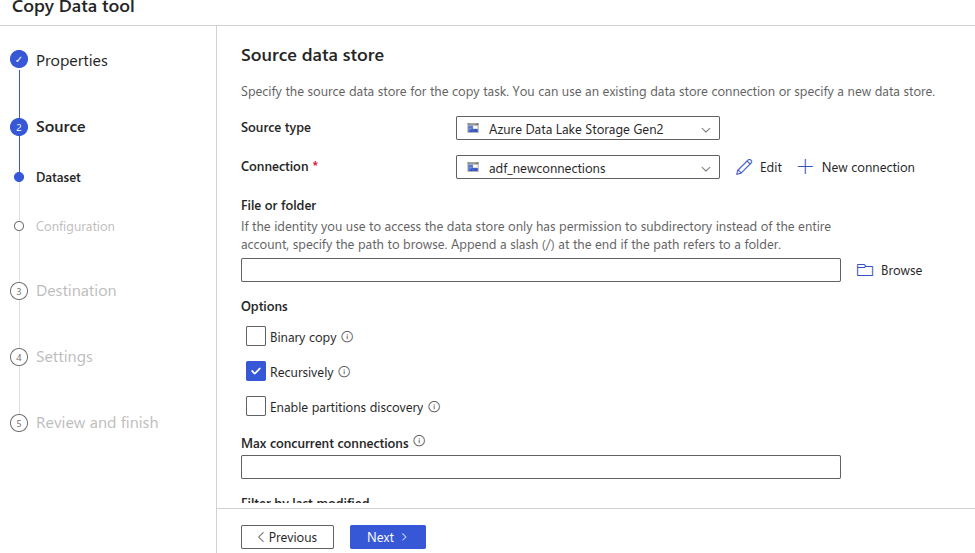 Copy Data tool
Properties
2 Source
Dataset
Configuration
3 Destination
4 Settings
5 Review and finish
Source data store
Specify the source data store for the copy task. You can use an existing data store connection or specify a new data store.
Source type Azure Data Lake Storage Gen2
Connection * adf_newconnections Edit New connection
File or folder
If the identity you use to access the data store only has permission to subdirectory instead of the entire
account, specify the path to browse. Append a slash (/) at the end if the path refers to a folder.
Browse
Options
Binary copy
Recursively
Enable partitions discovery
Max concurrent connections
Filter by last modified
< Previous Next >